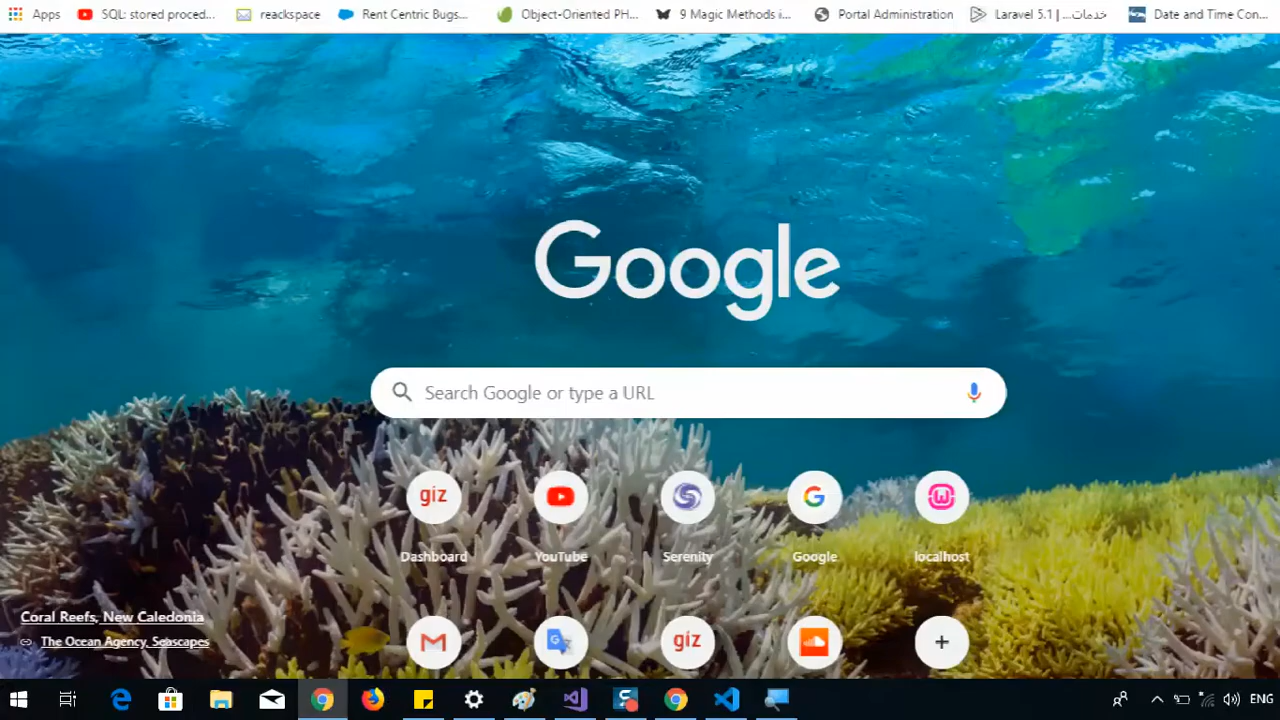 Apps SQL: stored proced... reackspace Rent Centric Bugs... Object-Oriented PH... 9 Magic Methods i... Portal Administration Laravel 5.1 | ...خدمات Date and Time Con...
Google
Search Google or type a URL
giz
Dashboard YouTube Serenity Google localhost
giz
Coral Reefs, New Caledonia
The Ocean Agency, Seascapes
ENG